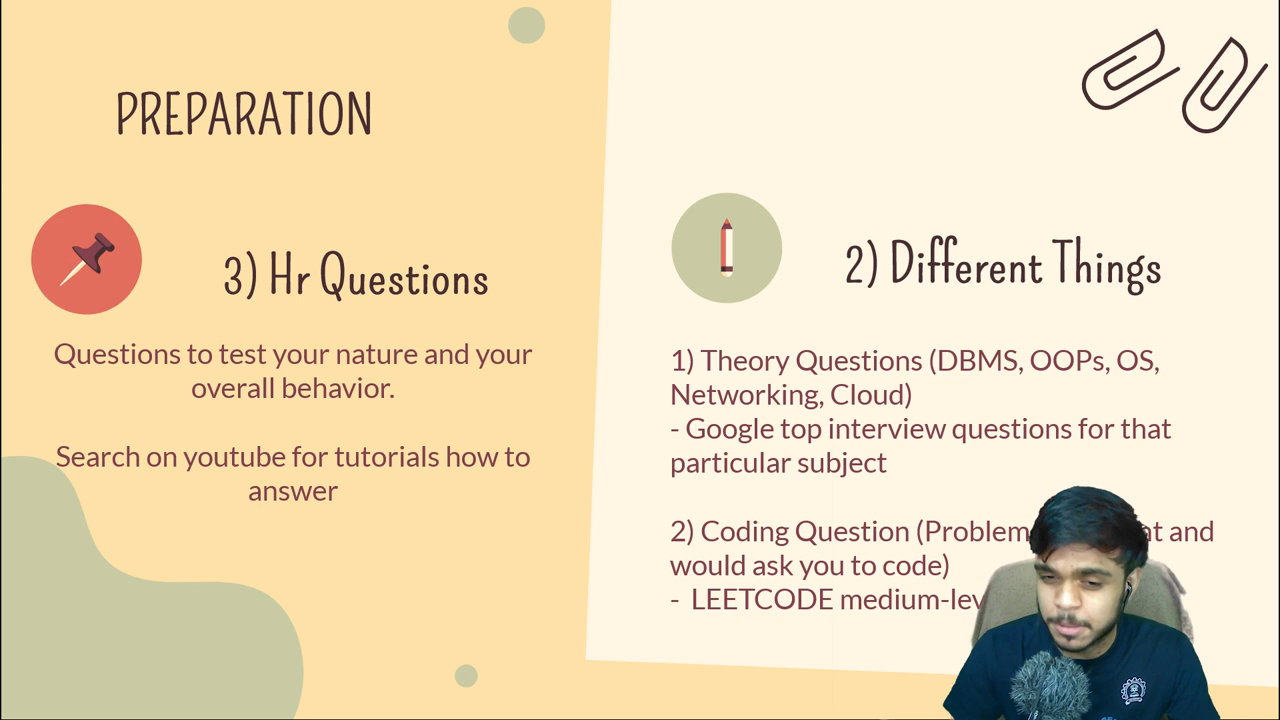 PREPARATION
3) Hr Questions
Questions to test your nature and your
overall behavior.
Search on youtube for tutorials how to
answer
2) Different Things
1) Theory Questions (DBMS, OOPs, OS,
Networking, Cloud)
- Google top interview questions for that
particular subject
2) Coding Question (Problem and
would ask you to code)
- LEETCODE